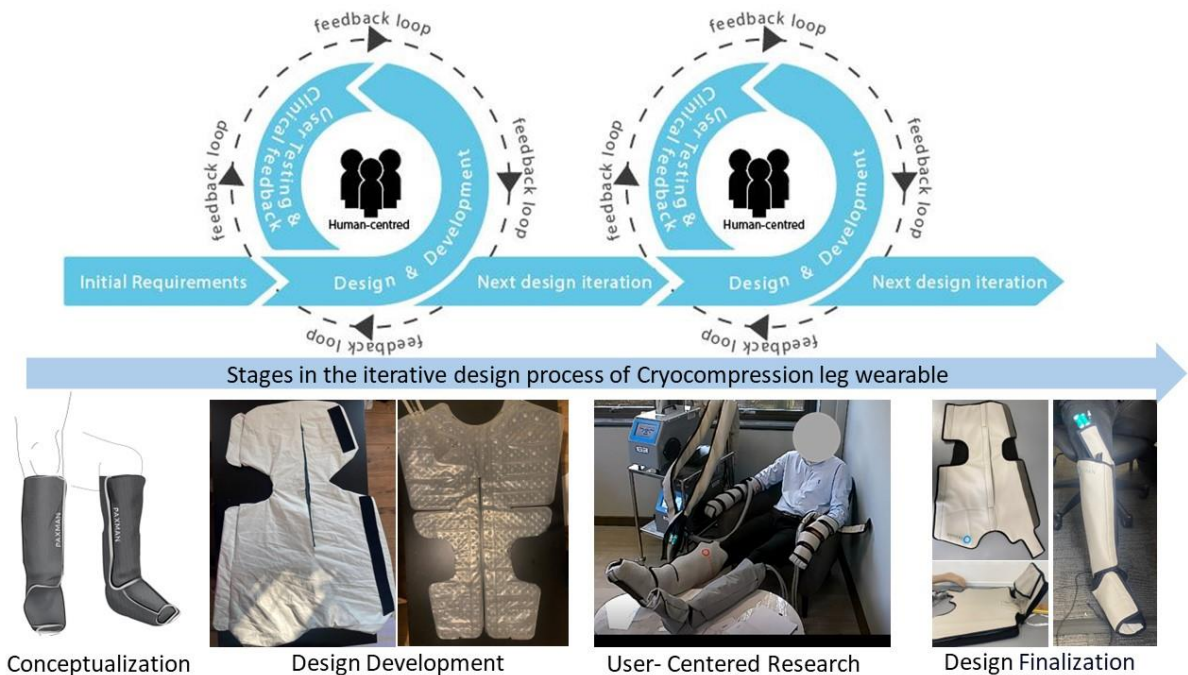 feedback loop
feedback loop
feedback loop
feedback loop
User Testing &
Clinical feedback
Human-centred
Design & Development
feedback loop
feedback loop
feedback loop
feedback loop
User Testing &
Clinical feedback
Human-centred
Design & Development
Initial Requirements
Next design iteration
Next design iteration
Stages in the iterative design process of Cryocompression leg wearable
PAXMAN
PAXMAN
Conceptualization
Design Development
User- Centered Research
Design Finalization